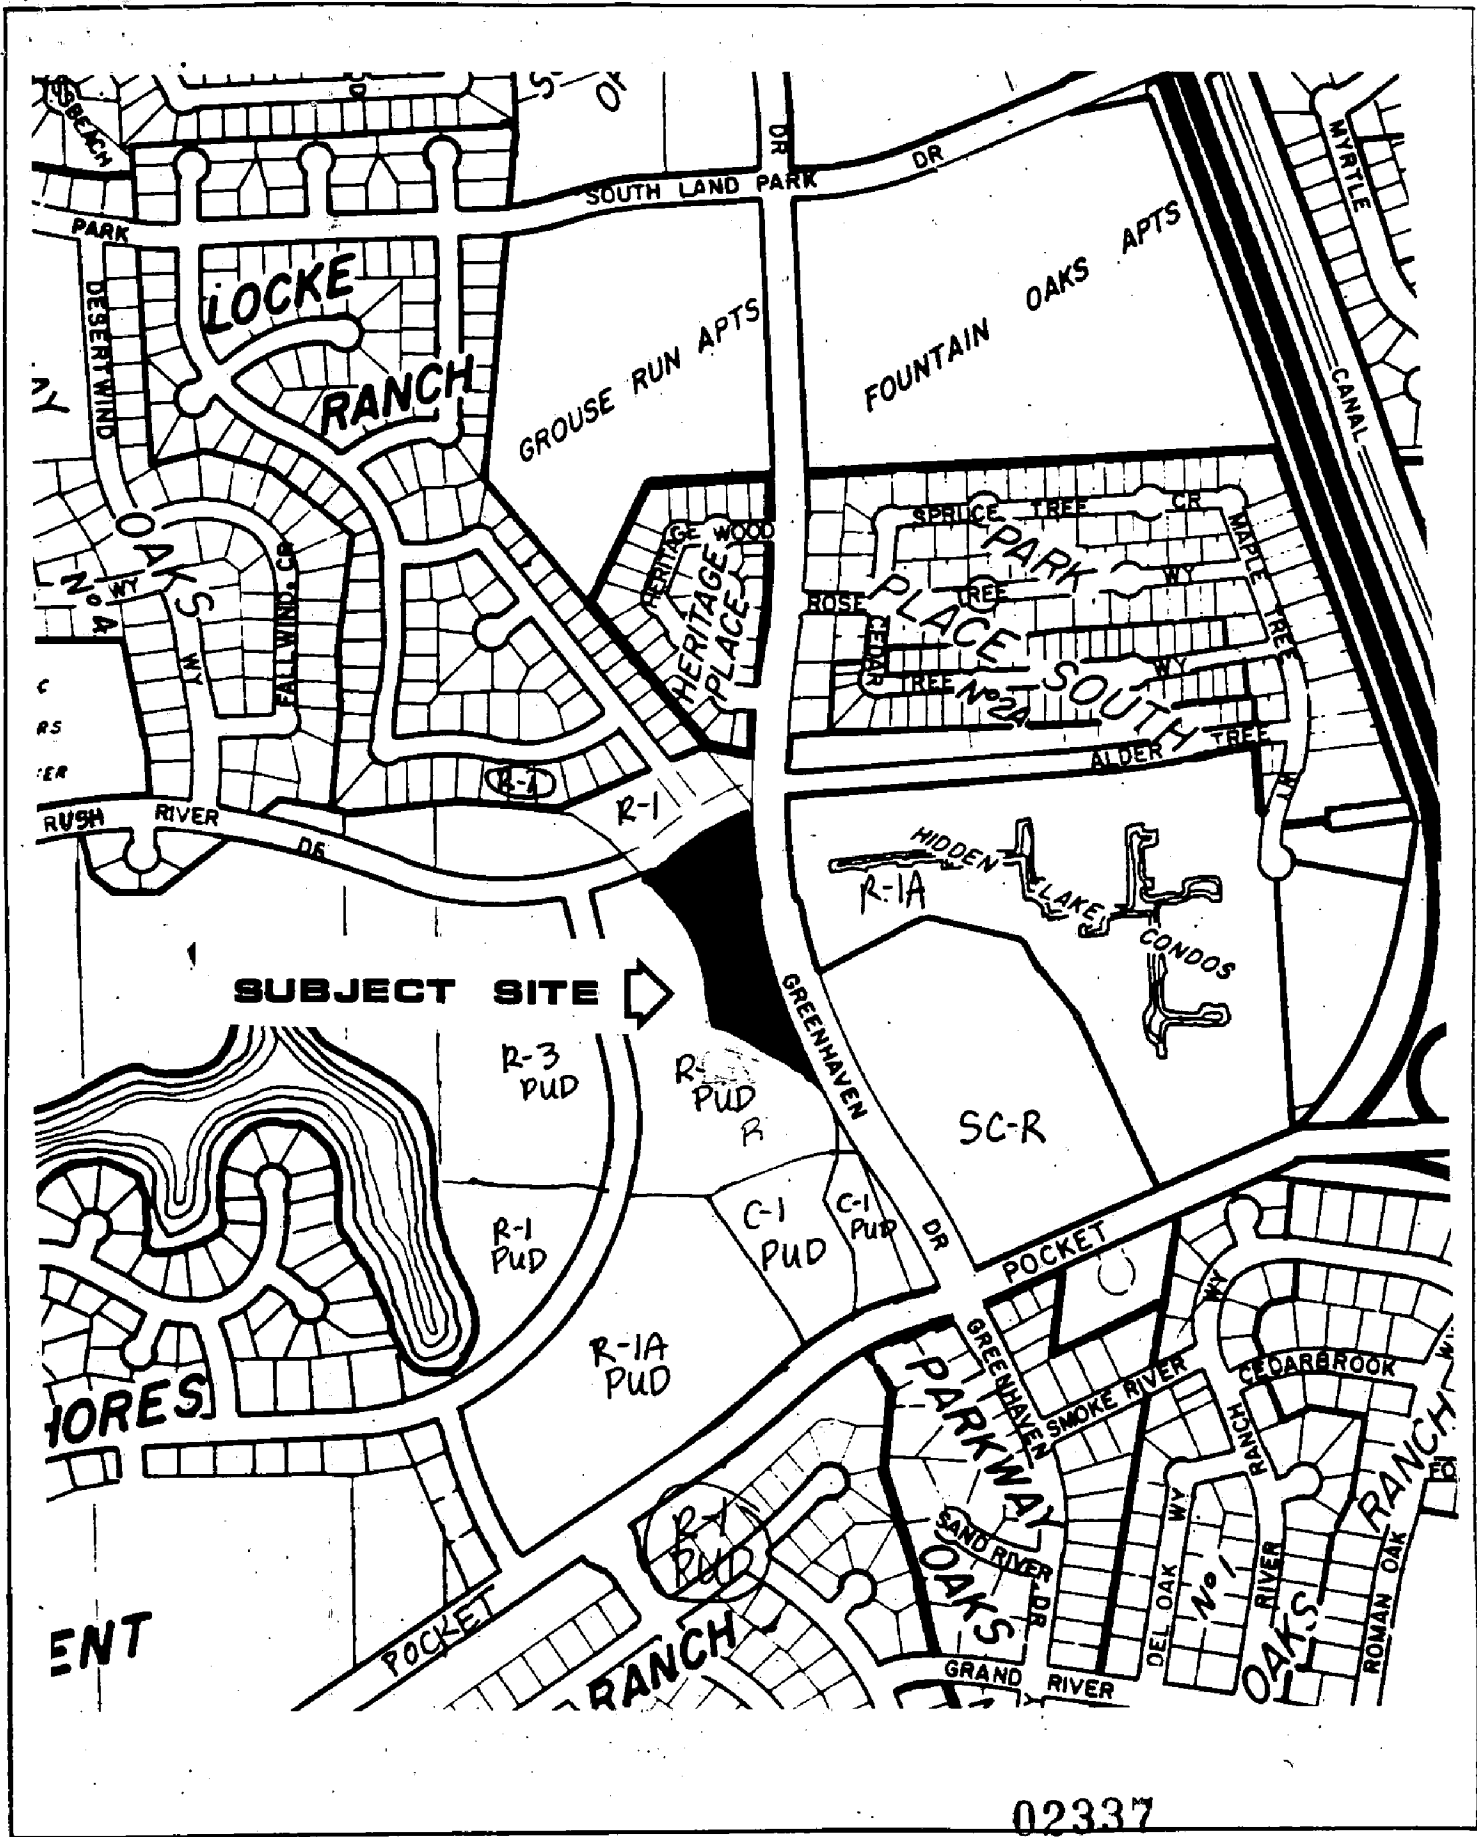 BEACH
DR
SOUTH LAND PARK
DR
MYRTLE
PARK
DESERTWIND
LOCKE
RANCH
GROUSE RUN APTS
FOUNTAIN OAKS APTS
CANAL
OAKS
No 4
WY
WY
FALLWIND CR
HERITAGE WOOD
HERITAGE
PLACE
SPRUCE TREE CR
MAPLE TREE
WY
PARK
PLACE
SOUTH
No 2A
ROSE TREE WY
CEDAR TREE WY
ALDER TREE
R-1
R-1
RUSH RIVER DR
HIDDEN
LAKE
CONDOS
R-1A
SUBJECT SITE
GREENHAVEN
DR
R-3
PUD
PUD
R
SC-R
R-1
PUD
C-1
PUD
C-1
PUD
POCKET
R-1A
PUD
HORES
GREENHAVEN
PARKWAY
OAKS
SMOKE RIVER
WY
CEDARBROOK
RANCH
RIVER
RANCH
OAKS
No 1
R-1
PUD
SAND RIVER
DR
DEL OAK WY
ROMAN OAK
ENT
POCKET
RANCH
GRAND RIVER
02337